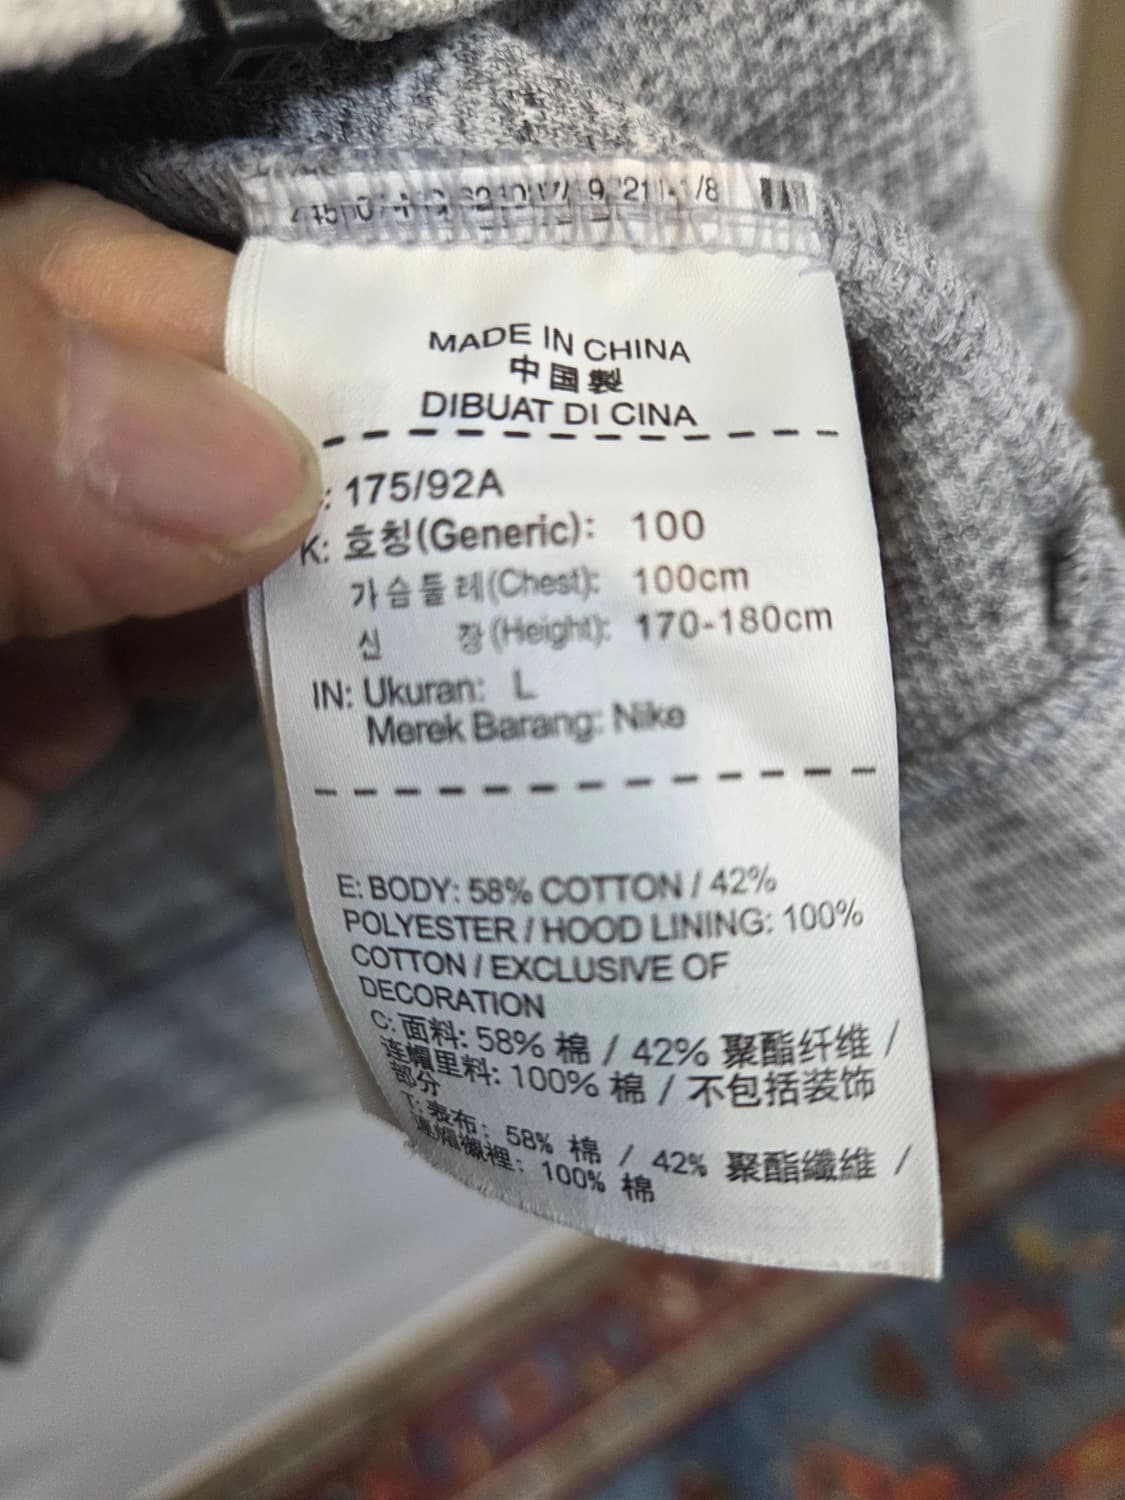 MADE IN CHINA
中国製
DIBUAT DI CINA
: 175/92A
K: 호칭(Generic): 100
가슴둘레(Chest): 100cm
신 장(Height): 170-180cm
IN: Ukuran: L
Merek Barang: Nike
E: BODY: 58% COTTON / 42%
POLYESTER / HOOD LINING: 100%
COTTON / EXCLUSIVE OF
DECORATION
C: 面料: 58% 棉 / 42% 聚酯纤维 /
连帽里料: 100% 棉 / 不包括装饰
部分
T: 表布: 58% 棉 / 42% 聚酯纖維 /
連帽襯裡: 100% 棉